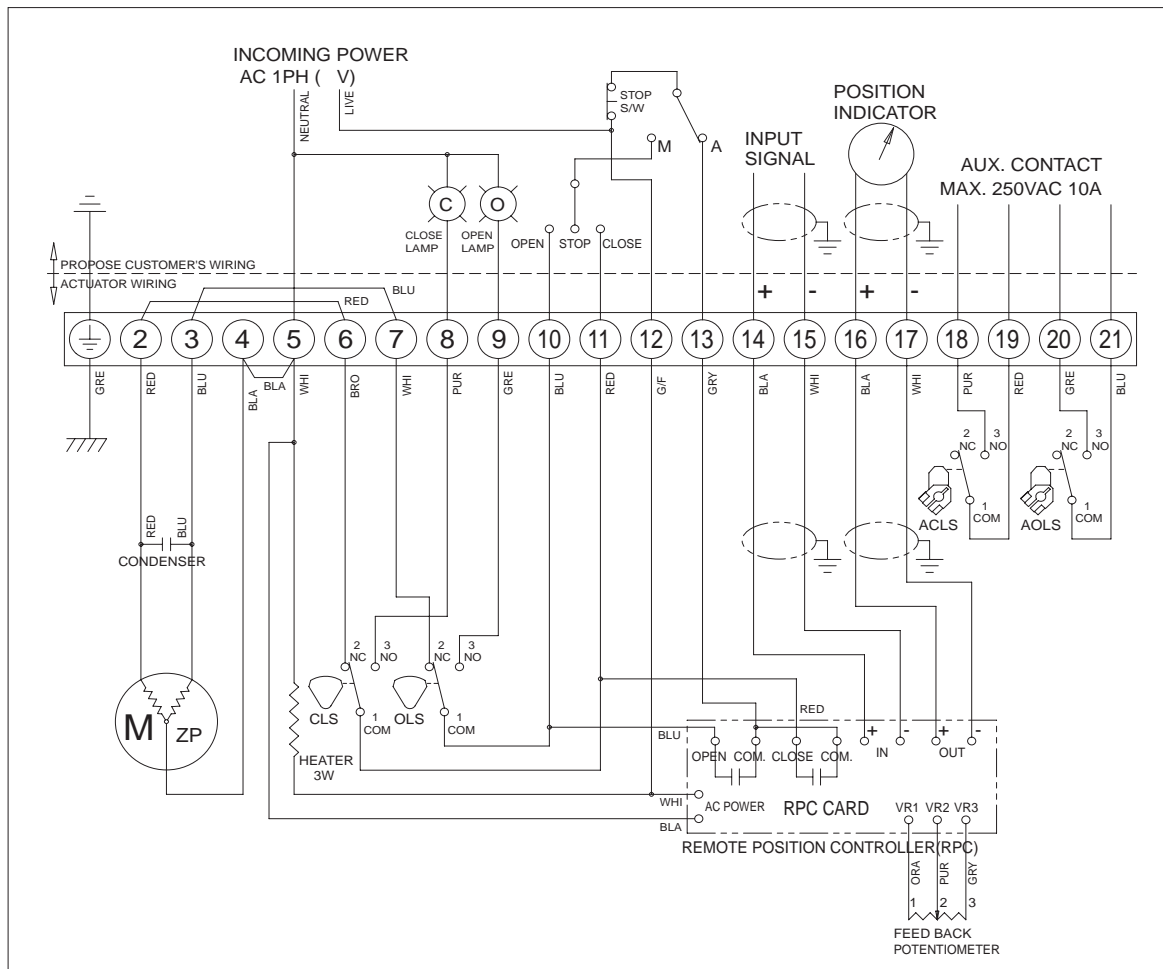 INCOMING POWER
AC 1PH (    V)
NEUTRAL
LIVE
STOP
S/W
M
A
INPUT
SIGNAL
POSITION
INDICATOR
AUX. CONTACT
MAX. 250VAC 10A
C
O
CLOSE
LAMP
OPEN
LAMP
OPEN
STOP
CLOSE
PROPOSE CUSTOMER'S WIRING
ACTUATOR WIRING
RED
BLU
+ - + -
2 3 4 5 6 7 8 9 10 11 12 13 14 15 16 17 18 19 20 21
BLA
GRE RED BLU BLA WHI BRO WHI PUR GRE BLU RED G/F GRY BLA WHI BLA WHI PUR RED GRE BLU
2
NC
3
NO
1
COM
ACLS
2
NC
3
NO
1
COM
AOLS
RED
BLU
CONDENSER
M
ZP
2
NC
3
NO
1
COM
CLS
2
NC
3
NO
1
COM
OLS
HEATER
3W
RED
BLU
OPEN COM. CLOSE COM.
+ -
IN
+ -
OUT
WHI
AC POWER
RPC CARD
BLA
VR1 VR2 VR3
REMOTE POSITION CONTROLLER(RPC)
ORA
PUR
GRY
1 2 3
FEED BACK
POTENTIOMETER